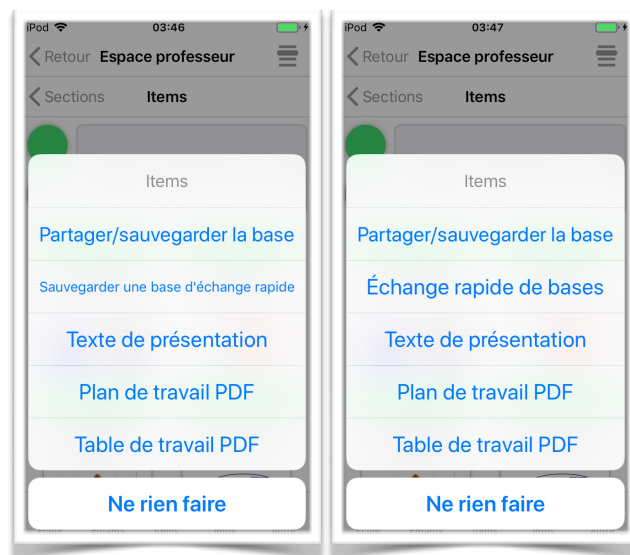 iPod 03:46
Retour Espace professeur
Sections Items
Items
Partager/sauvegarder la base
Sauvegarder une base d'échange rapide
Texte de présentation
Plan de travail PDF
Table de travail PDF
Ne rien faire
iPod 03:47
Retour Espace professeur
Sections Items
Items
Partager/sauvegarder la base
Échange rapide de bases
Texte de présentation
Plan de travail PDF
Table de travail PDF
Ne rien faire